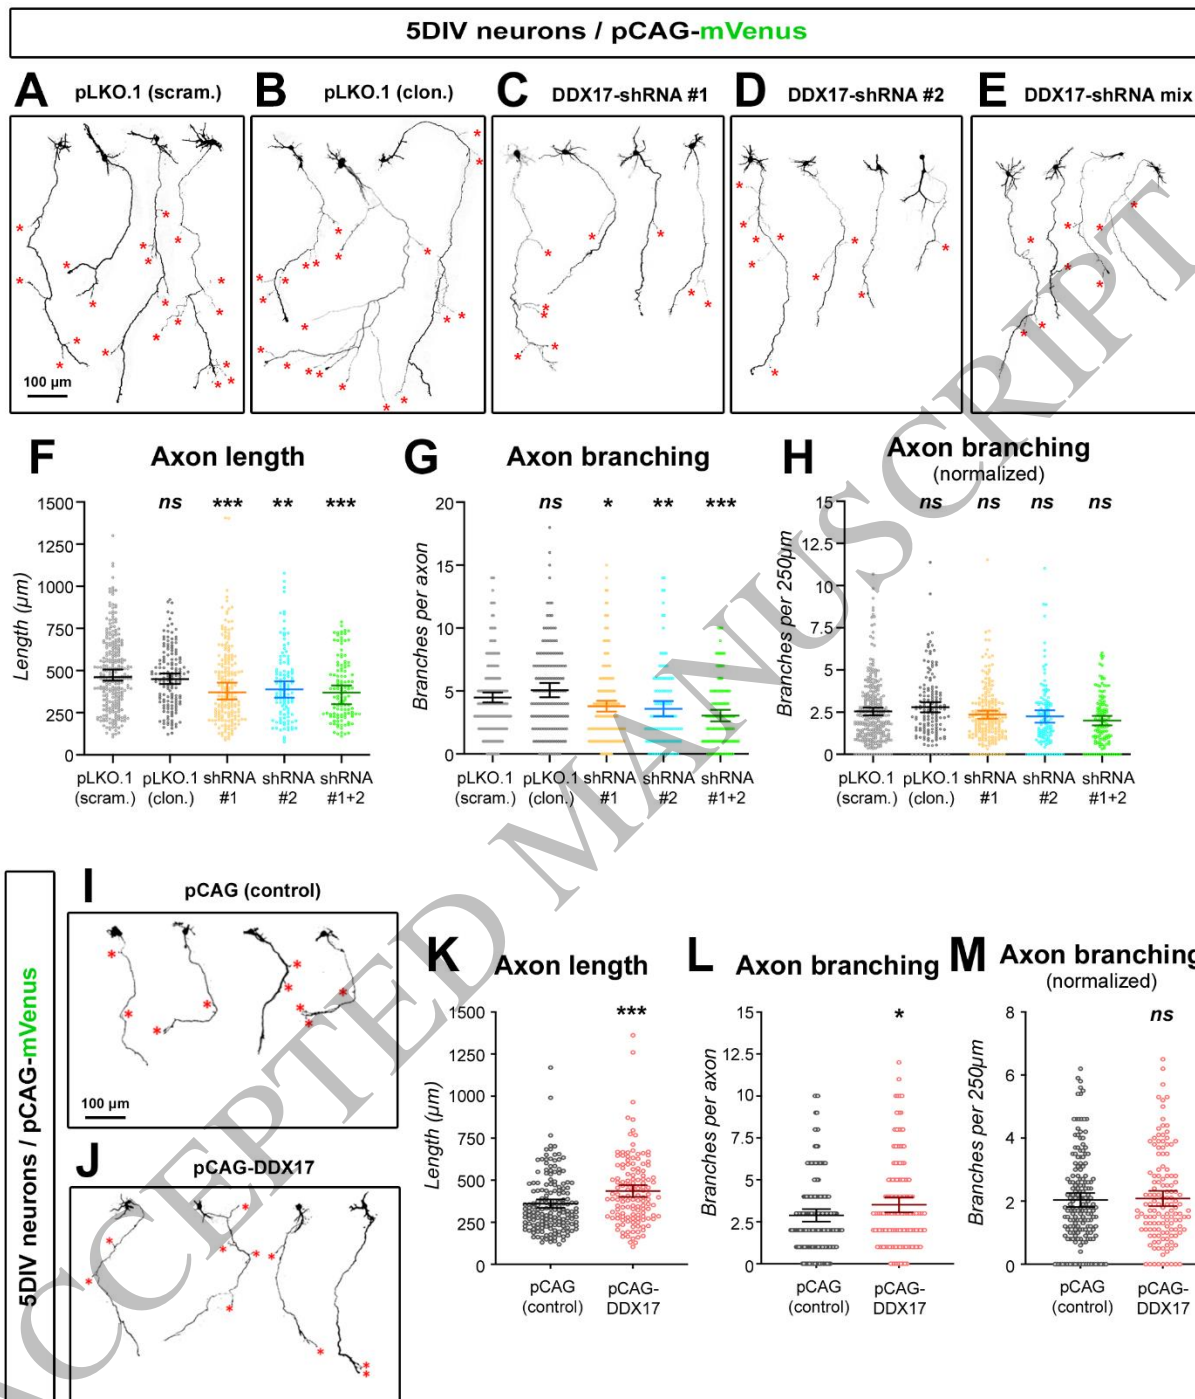 5DIV neurons / pCAG-mVenus
A pLKO.1 (scram.)
B pLKO.1 (clon.)
C DDX17-shRNA #1
D DDX17-shRNA #2
E DDX17-shRNA mix
100 µm
F Axon length
ns *** ** ***
Length (µm)
1500
1250
1000
750
500
250
0
pLKO.1 (scram.)
pLKO.1 (clon.)
shRNA #1
shRNA #2
shRNA #1+2
G Axon branching
ns * ** ***
Branches per axon
20
15
10
5
0
pLKO.1 (scram.)
pLKO.1 (clon.)
shRNA #1
shRNA #2
shRNA #1+2
H Axon branching
(normalized)
ns ns ns ns
Branches per 250µm
15
12.5
10
7.5
5
2.5
0
pLKO.1 (scram.)
pLKO.1 (clon.)
shRNA #1
shRNA #2
shRNA #1+2
5DIV neurons / pCAG-mVenus
I
pCAG (control)
100 µm
J
pCAG-DDX17
K Axon length
***
Length (µm)
1500
1250
1000
750
500
250
0
pCAG (control)
pCAG-DDX17
L Axon branching
*
Branches per axon
15
12.5
10
7.5
5
2.5
0
pCAG (control)
pCAG-DDX17
M Axon branching
(normalized)
ns
Branches per 250µm
8
6
4
2
0
pCAG (control)
pCAG-DDX17
ACCEPTED MANUSCRIPT